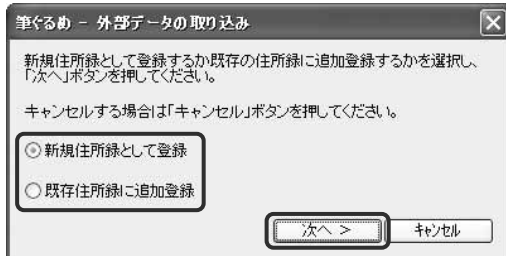 筆ぐるめ - 外部データの取り込み
新規住所録として登録するか既存の住所録に追加登録するかを選択し、
「次へ」ボタンを押してください。
キャンセルする場合は「キャンセル」ボタンを押してください。
新規住所録として登録
既存住所録に追加登録
次へ >
キャンセル